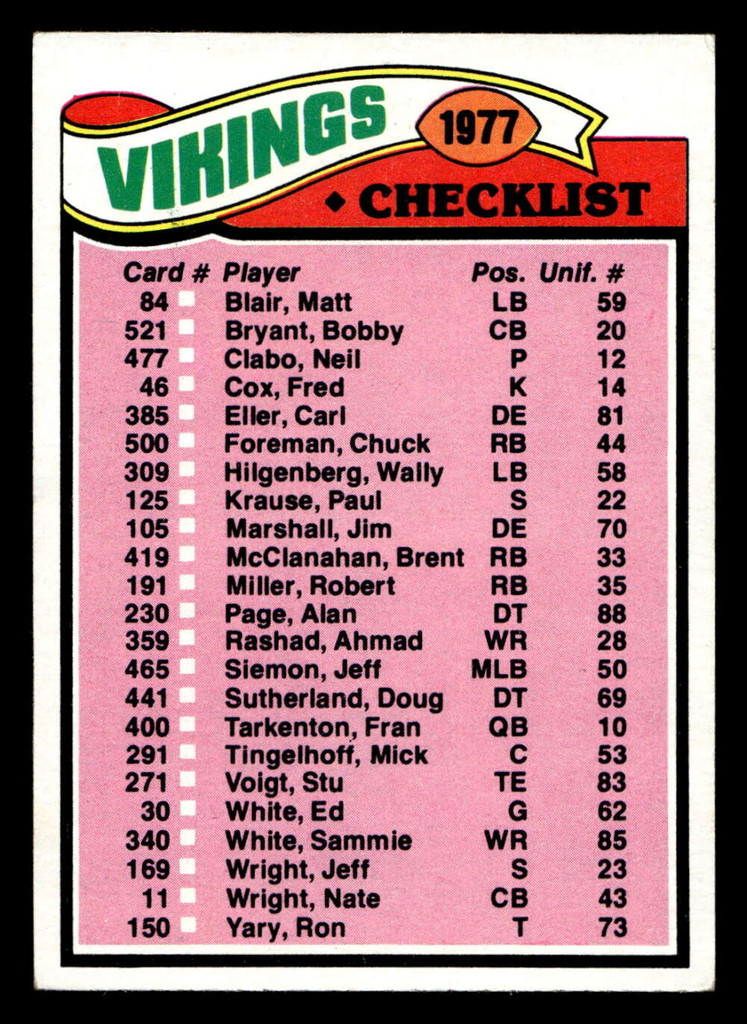 VIKINGS 1977
◆ CHECKLIST
Card # Player Pos. Unif. #
84 Blair, Matt LB 59
521 Bryant, Bobby CB 20
477 Clabo, Neil P 12
46 Cox, Fred K 14
385 Eller, Carl DE 81
500 Foreman, Chuck RB 44
309 Hilgenberg, Wally LB 58
125 Krause, Paul S 22
105 Marshall, Jim DE 70
419 McClanahan, Brent RB 33
191 Miller, Robert RB 35
230 Page, Alan DT 88
359 Rashad, Ahmad WR 28
465 Siemon, Jeff MLB 50
441 Sutherland, Doug DT 69
400 Tarkenton, Fran QB 10
291 Tingelhoff, Mick C 53
271 Voigt, Stu TE 83
30 White, Ed G 62
340 White, Sammie WR 85
169 Wright, Jeff S 23
11 Wright, Nate CB 43
150 Yary, Ron T 73